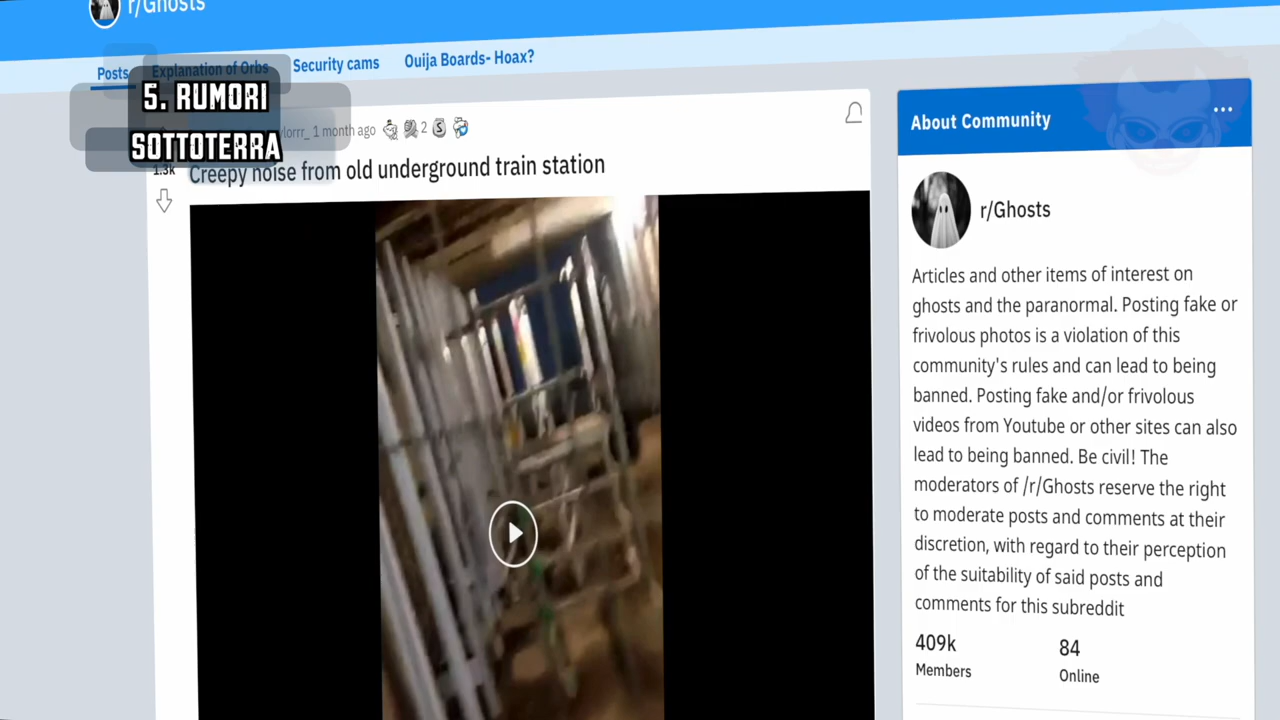 r/Ghosts
Posts
Explanation of Orbs
Security cams
Ouija Boards- Hoax?
5. RUMORI
SOTTOTERRA
1 month ago
2
1.3k
Creepy noise from old underground train station
About Community
r/Ghosts
Articles and other items of interest on
ghosts and the paranormal. Posting fake or
frivolous photos is a violation of this
community's rules and can lead to being
banned. Posting fake and/or frivolous
videos from Youtube or other sites can also
lead to being banned. Be civil! The
moderators of /r/Ghosts reserve the right
to moderate posts and comments at their
discretion, with regard to their perception
of the suitability of said posts and
comments for this subreddit
409k
Members
84
Online